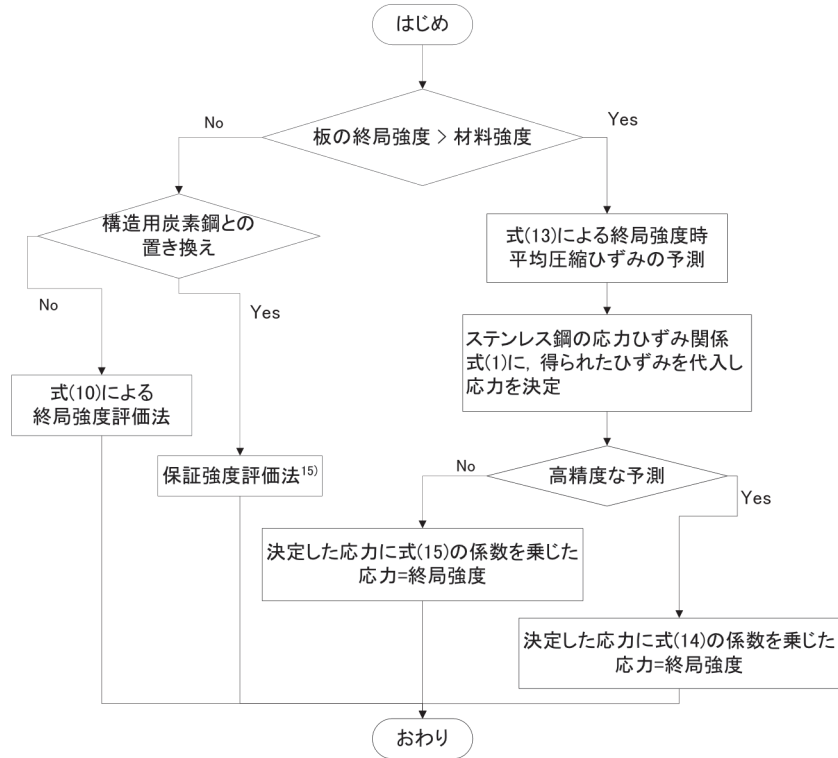 はじめ
板の終局強度 > 材料強度
No
Yes
構造用炭素鋼との
置き換え
式(13)による終局強度時
平均圧縮ひずみの予測
No
Yes
ステンレス鋼の応力ひずみ関係
式(1)に, 得られたひずみを代入し
応力を決定
式(10)による
終局強度評価法
保証強度評価法15)
高精度な予測
No
Yes
決定した応力に式(15)の係数を乗じた
応力=終局強度
決定した応力に式(14)の係数を乗じた
応力=終局強度
おわり